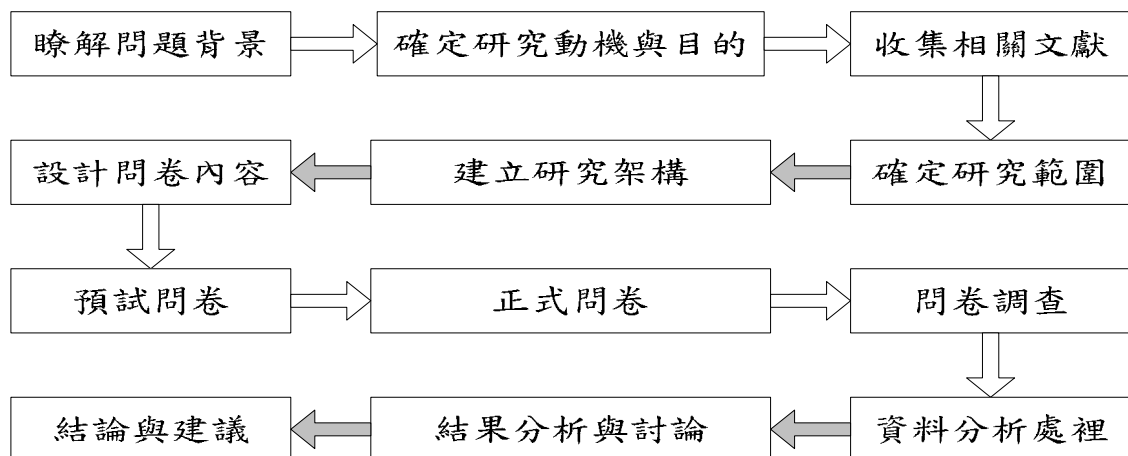 瞭解問題背景
確定研究動機與目的
收集相關文獻
確定研究範圍
建立研究架構
設計問卷內容
預試問卷
正式問卷
問卷調查
資料分析處裡
結果分析與討論
結論與建議